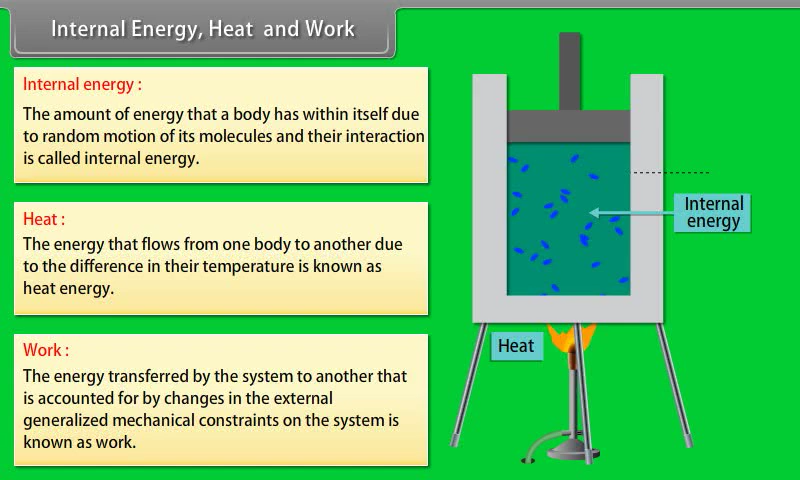 Internal Energy, Heat and Work
Internal energy :
The amount of energy that a body has within itself due
to random motion of its molecules and their interaction
is called internal energy.
Heat :
The energy that flows from one body to another due
to the difference in their temperature is known as
heat energy.
Work :
The energy transferred by the system to another that
is accounted for by changes in the external
generalized mechanical constraints on the system is
known as work.
Internal
energy
Heat